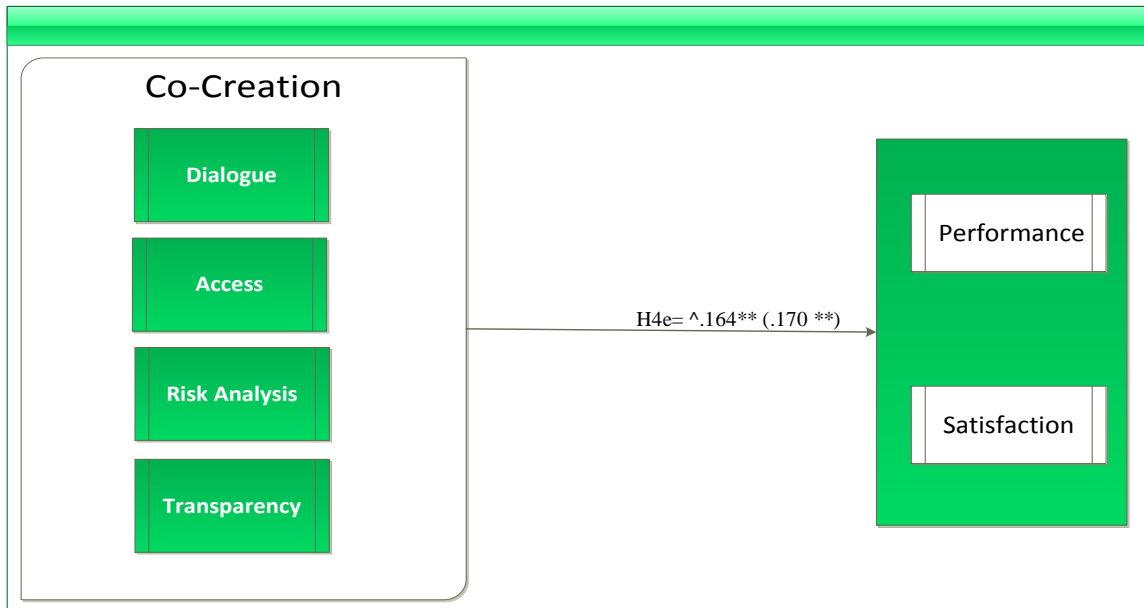 Co-Creation
Dialogue
Access
Risk Analysis
Transparency
H4e= ^.164** (.170 **)
Performance
Satisfaction